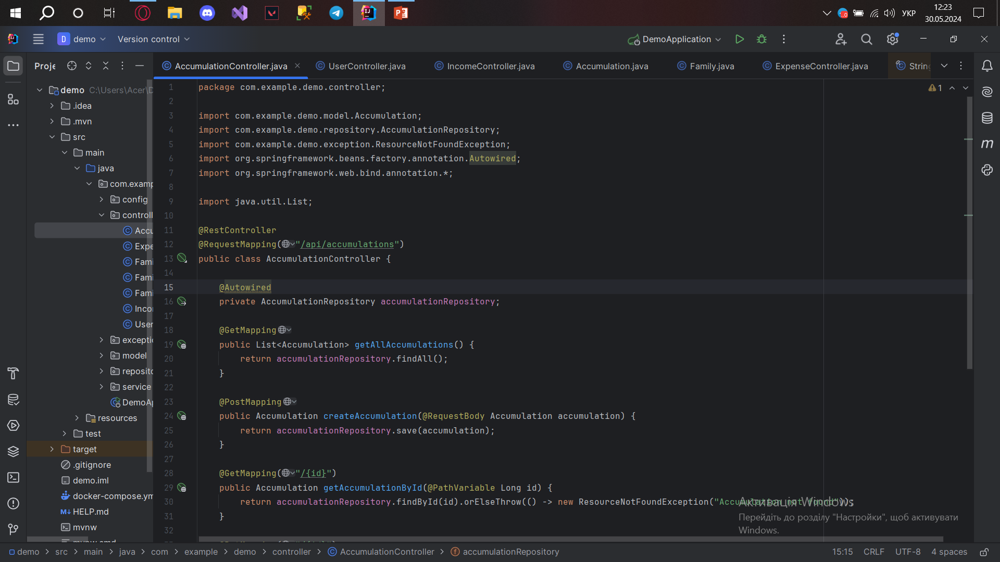 УКР
12:23
30.05.2024
D demo
Version control
DemoApplication
Proje
AccumulationController.java
UserController.java
IncomeController.java
Accumulation.java
Family.java
ExpenseController.java
String
demo C:\Users\Acer\D
.idea
.mvn
src
main
java
com.examp
config
controll
Accu
Expe
Fami
Fami
Fami
Inco
User
exceptio
model
reposito
service
DemoAp
resources
test
target
.gitignore
demo.iml
docker-compose.ym
HELP.md
mvnw
1 package com.example.demo.controller;
2
3 import com.example.demo.model.Accumulation;
4 import com.example.demo.repository.AccumulationRepository;
5 import com.example.demo.exception.ResourceNotFoundException;
6 import org.springframework.beans.factory.annotation.Autowired;
7 import org.springframework.web.bind.annotation.*;
8
9 import java.util.List;
10
11 @RestController
12 @RequestMapping("/api/accumulations")
13 public class AccumulationController {
14
15 @Autowired
16 private AccumulationRepository accumulationRepository;
17
18 @GetMapping
19 public List<Accumulation> getAllAccumulations() {
20 return accumulationRepository.findAll();
21 }
22
23 @PostMapping
24 public Accumulation createAccumulation(@RequestBody Accumulation accumulation) {
25 return accumulationRepository.save(accumulation);
26 }
27
28 @GetMapping("/{id}")
29 public Accumulation getAccumulationById(@PathVariable Long id) {
30 return accumulationRepository.findById(id).orElseThrow(() -> new ResourceNotFoundException("Accumulation not found"));
31 }
32
1
Активація Windows
Перейдіть до розділу "Настройки", щоб активувати
Windows.
demo > src > main > java > com > example > demo > controller > AccumulationController > accumulationRepository
15:15 CRLF UTF-8 4 spaces